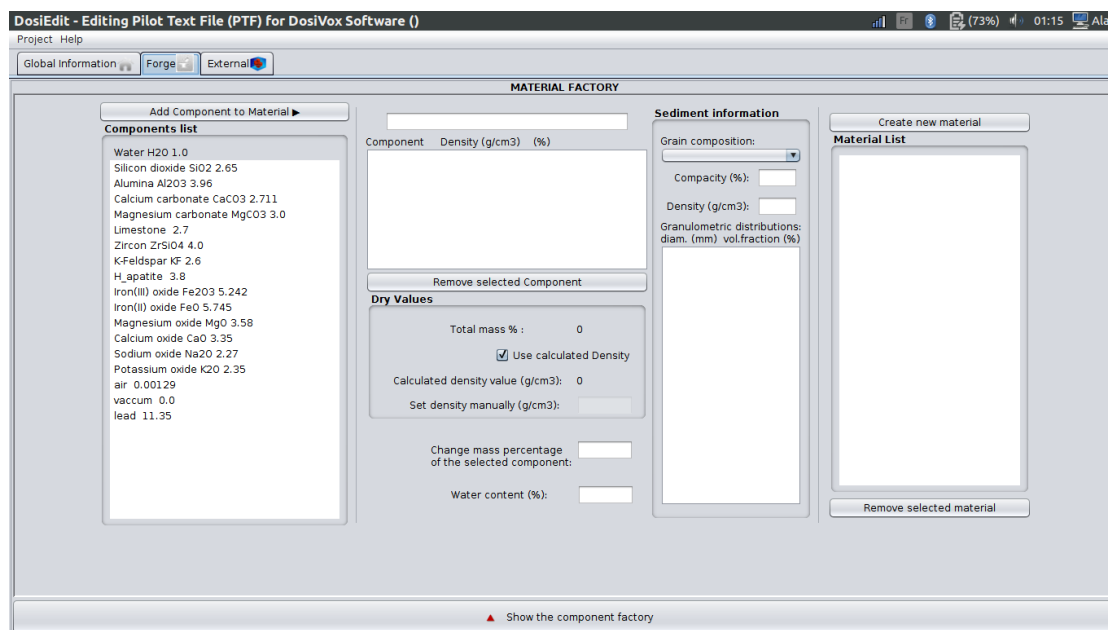 DosiEdit - Editing Pilot Text File (PTF) for DosiVox Software ()
Fr (73%) 01:15 Ala
Project Help
Global Information Forge External
MATERIAL FACTORY
Add Component to Material ▶
Components list
Water H2O 1.0
Silicon dioxide SiO2 2.65
Alumina Al2O3 3.96
Calcium carbonate CaCO3 2.711
Magnesium carbonate MgCO3 3.0
Limestone 2.7
Zircon ZrSiO4 4.0
K-Feldspar KF 2.6
H_apatite 3.8
Iron(III) oxide Fe2O3 5.242
Iron(II) oxide FeO 5.745
Magnesium oxide MgO 3.58
Calcium oxide CaO 3.35
Sodium oxide Na2O 2.27
Potassium oxide K2O 2.35
air 0.00129
vaccum 0.0
lead 11.35
Component Density (g/cm3) (%)
Remove selected Component
Dry Values
Total mass % : 0
Use calculated Density
Calculated density value (g/cm3): 0
Set density manually (g/cm3):
Change mass percentage
of the selected component:
Water content (%):
Sediment information
Grain composition:
Compacity (%):
Density (g/cm3):
Granulometric distributions:
diam. (mm) vol.fraction (%)
Create new material
Material List
Remove selected material
▲ Show the component factory